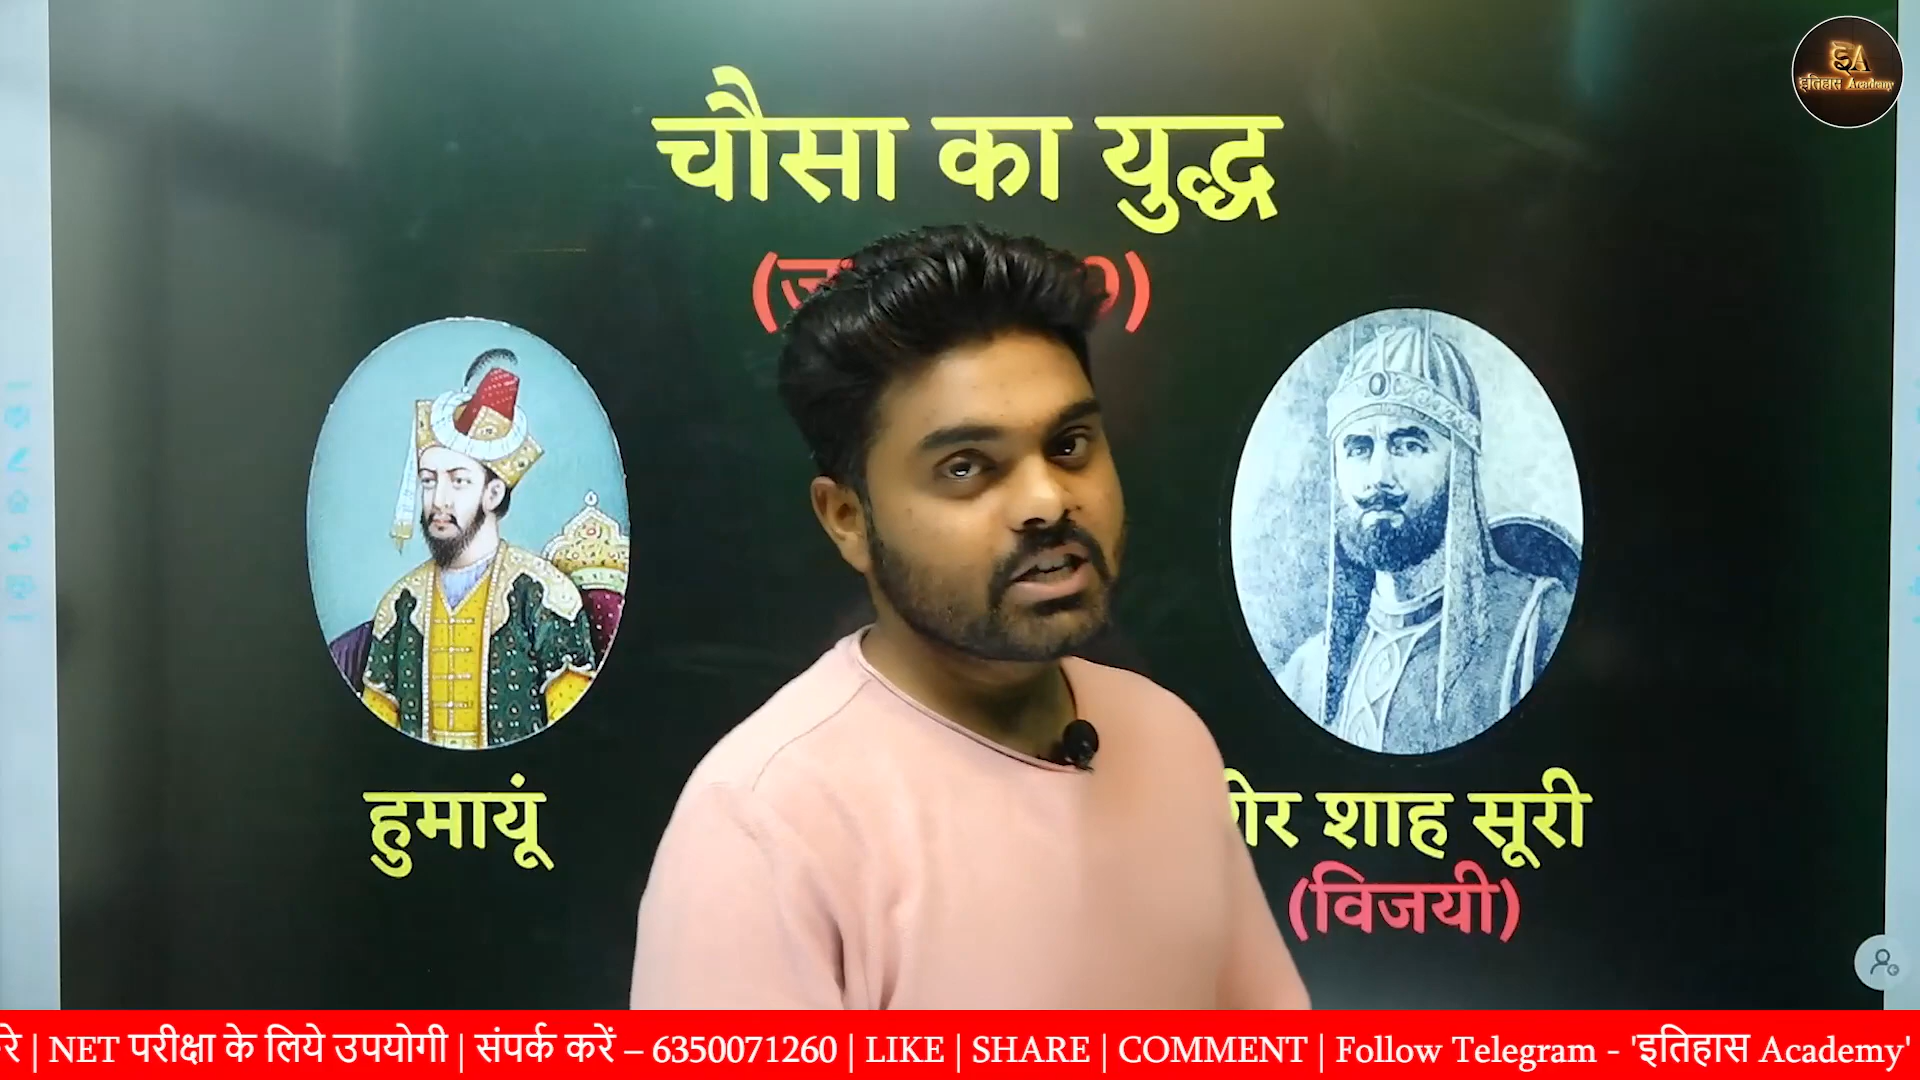 चौसा का युद्ध
हुमायूं
शाह सूरी
(विजयी)
| NET परीक्षा के लिये उपयोगी | संपर्क करें – 6350071260 | LIKE | SHARE | COMMENT | Follow Telegram - 'इतिहास Academy'
इतिहास Academy